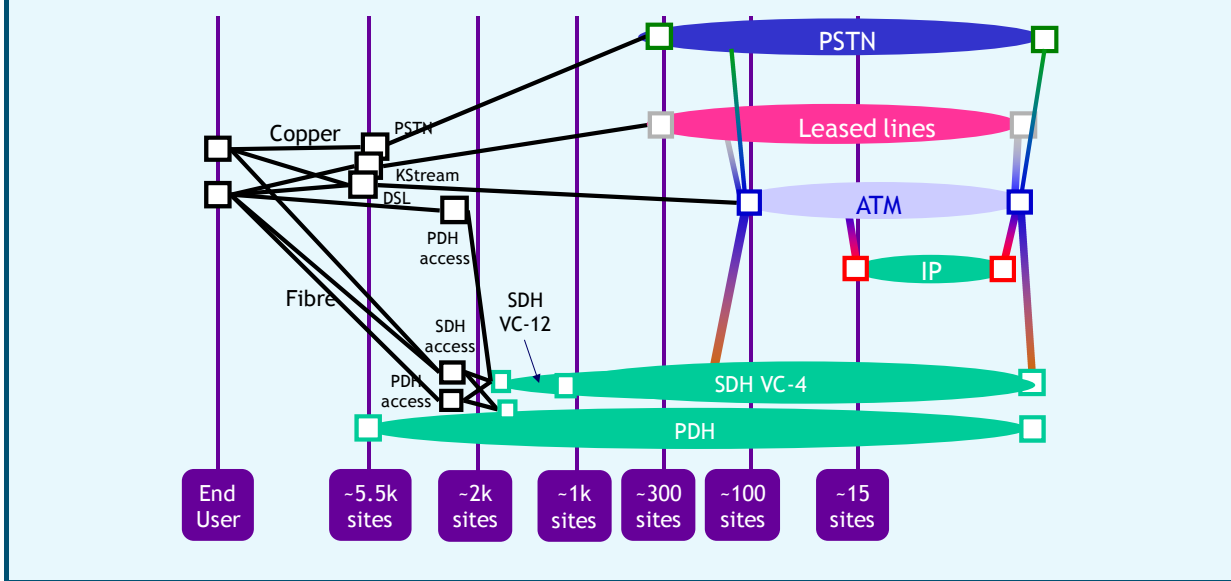 PSTN
Leased lines
Copper
PSTN
KStream
DSL
ATM
PDH
access
IP
Fibre
SDH
VC-12
SDH
access
PDH
access
SDH VC-4
PDH
End
User
~5.5k
sites
~2k
sites
~1k
sites
~300
sites
~100
sites
~15
sites